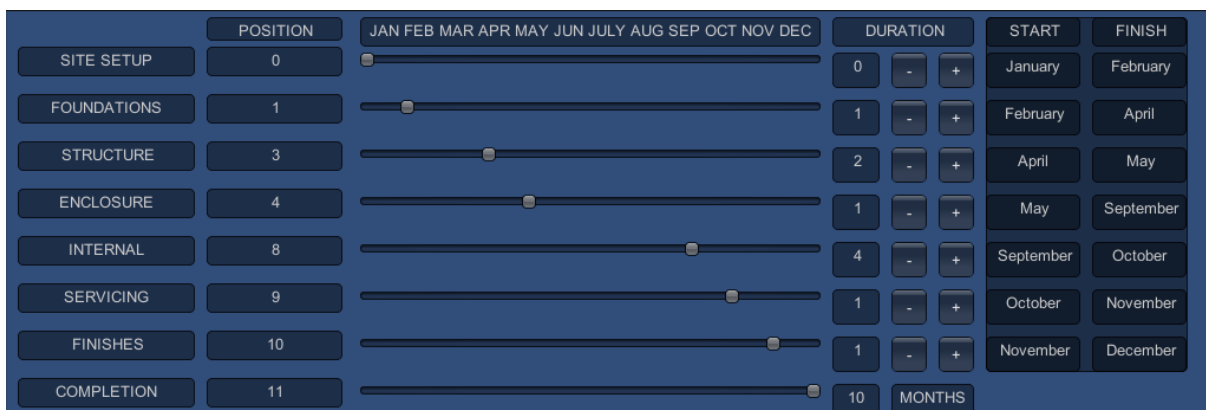 POSITION JAN FEB MAR APR MAY JUN JULY AUG SEP OCT NOV DEC DURATION START FINISH
SITE SETUP 0 0 - + January February
FOUNDATIONS 1 1 - + February April
STRUCTURE 3 2 - + April May
ENCLOSURE 4 1 - + May September
INTERNAL 8 4 - + September October
SERVICING 9 1 - + October November
FINISHES 10 1 - + November December
COMPLETION 11 10 MONTHS